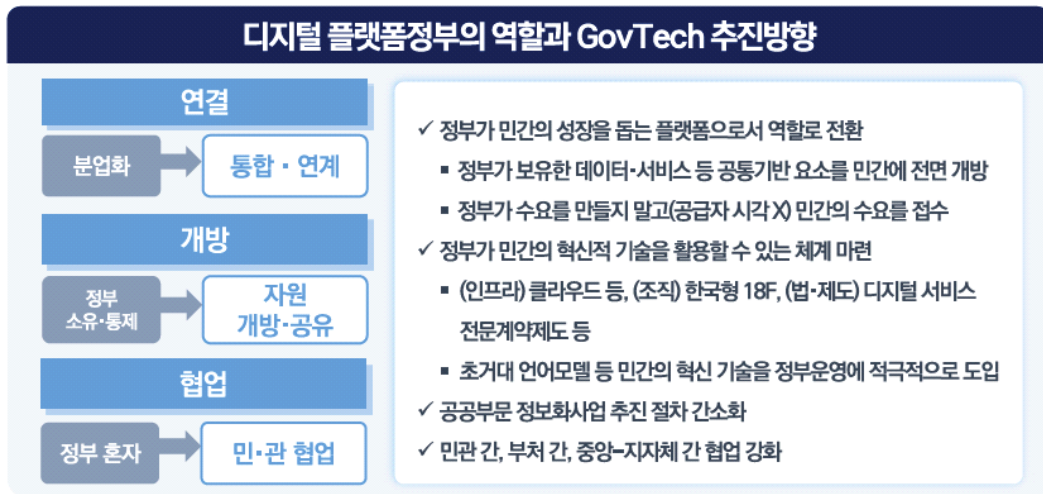 디지털 플랫폼정부의 역할과 GovTech 추진방향
연결
분업화
통합·연계
개방
정부
소유·통제
자원
개방·공유
협업
정부 혼자
민·관 협업
✓ 정부가 민간의 성장을 돕는 플랫폼으로서 역할로 전환
▪ 정부가 보유한 데이터·서비스 등 공통기반 요소를 민간에 전면 개방
▪ 정부가 수요를 만들지 말고(공급자 시각 X) 민간의 수요를 접수
✓ 정부가 민간의 혁신적 기술을 활용할 수 있는 체계 마련
▪ (인프라) 클라우드 등, (조직) 한국형 18F, (법·제도) 디지털 서비스
전문계약제도 등
▪ 초거대 언어모델 등 민간의 혁신 기술을 정부운영에 적극적으로 도입
✓ 공공부문 정보화사업 추진 절차 간소화
✓ 민관 간, 부처 간, 중앙-지자체 간 협업 강화